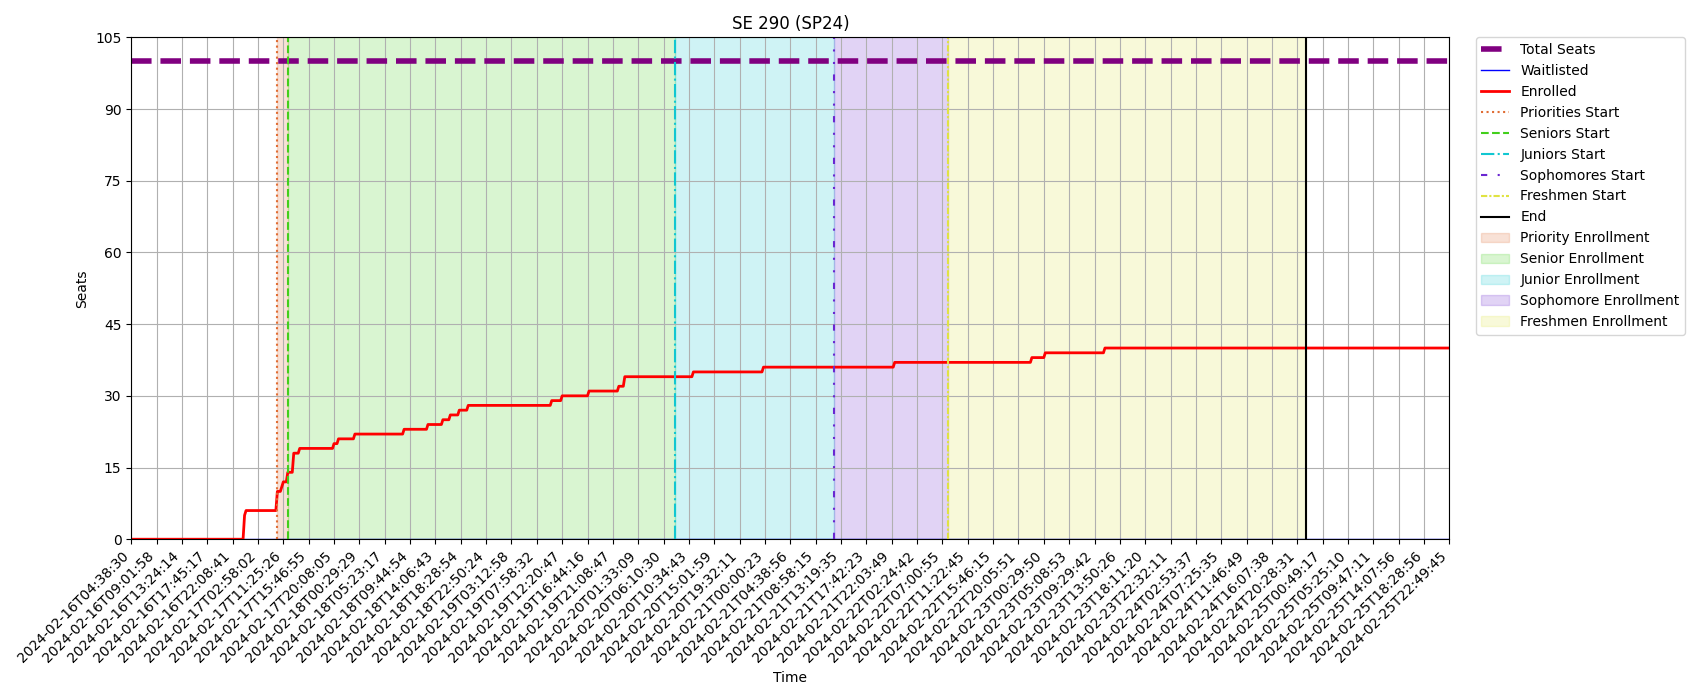 SE 290 (SP24)
105
90
75
60
45
30
15
0
Seats
2024-02-16T04:38:30
2024-02-16T09:01:58
2024-02-16T13:24:14
2024-02-16T17:45:17
2024-02-16T22:08:41
2024-02-17T02:58:02
2024-02-17T11:25:26
2024-02-17T15:46:55
2024-02-17T20:08:05
2024-02-18T00:29:29
2024-02-18T05:23:17
2024-02-18T09:44:54
2024-02-18T14:06:43
2024-02-18T18:28:54
2024-02-18T22:50:24
2024-02-19T03:12:58
2024-02-19T07:58:32
2024-02-19T12:20:47
2024-02-19T16:44:16
2024-02-19T21:08:47
2024-02-20T01:33:09
2024-02-20T06:10:30
2024-02-20T10:34:43
2024-02-20T15:01:59
2024-02-20T19:32:11
2024-02-21T00:00:23
2024-02-21T04:38:56
2024-02-21T08:58:15
2024-02-21T13:19:35
2024-02-21T17:42:23
2024-02-21T22:03:49
2024-02-22T02:24:42
2024-02-22T07:00:55
2024-02-22T11:22:45
2024-02-22T15:46:15
2024-02-22T20:05:51
2024-02-23T00:29:50
2024-02-23T05:08:53
2024-02-23T09:29:42
2024-02-23T13:50:26
2024-02-23T18:11:20
2024-02-23T22:32:11
2024-02-24T02:53:37
2024-02-24T07:25:35
2024-02-24T11:46:49
2024-02-24T16:07:38
2024-02-24T20:28:31
2024-02-25T00:49:17
2024-02-25T05:25:10
2024-02-25T09:47:11
2024-02-25T14:07:56
2024-02-25T18:28:56
2024-02-25T22:49:45
Time
Total Seats
Waitlisted
Enrolled
Priorities Start
Seniors Start
Juniors Start
Sophomores Start
Freshmen Start
End
Priority Enrollment
Senior Enrollment
Junior Enrollment
Sophomore Enrollment
Freshmen Enrollment